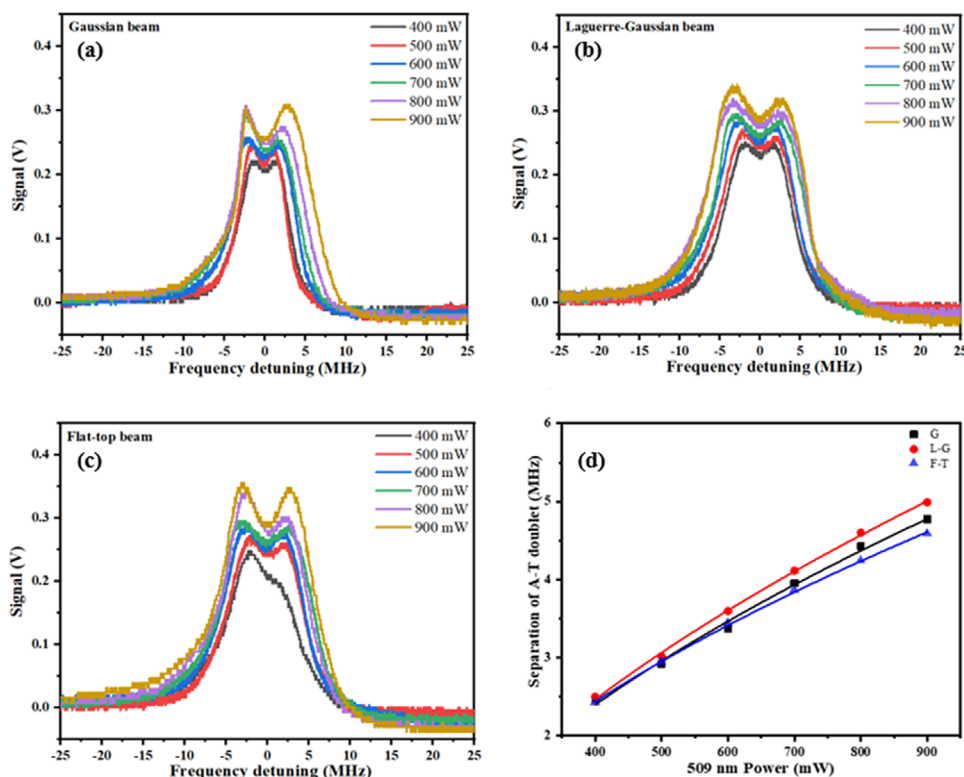 Gaussian beam
(a)
400 mW
500 mW
600 mW
700 mW
800 mW
900 mW
Signal (V)
0.4
0.3
0.2
0.1
0.0
-25 -20 -15 -10 -5 0 5 10 15 20 25
Frequency detuning (MHz)
Laguerre-Gaussian beam
(b)
400 mW
500 mW
600 mW
700 mW
800 mW
900 mW
Signal (V)
0.4
0.3
0.2
0.1
0.0
-25 -20 -15 -10 -5 0 5 10 15 20 25
Frequency detuning (MHz)
Flat-top beam
(c)
400 mW
500 mW
600 mW
700 mW
800 mW
900 mW
Signal (V)
0.4
0.3
0.2
0.1
0.0
-25 -20 -15 -10 -5 0 5 10 15 20 25
Frequency detuning (MHz)
(d)
G
L-G
F-T
Separation of A-T doublet (MHz)
6
5
4
3
2
400 500 600 700 800 900
509 nm Power (mW)